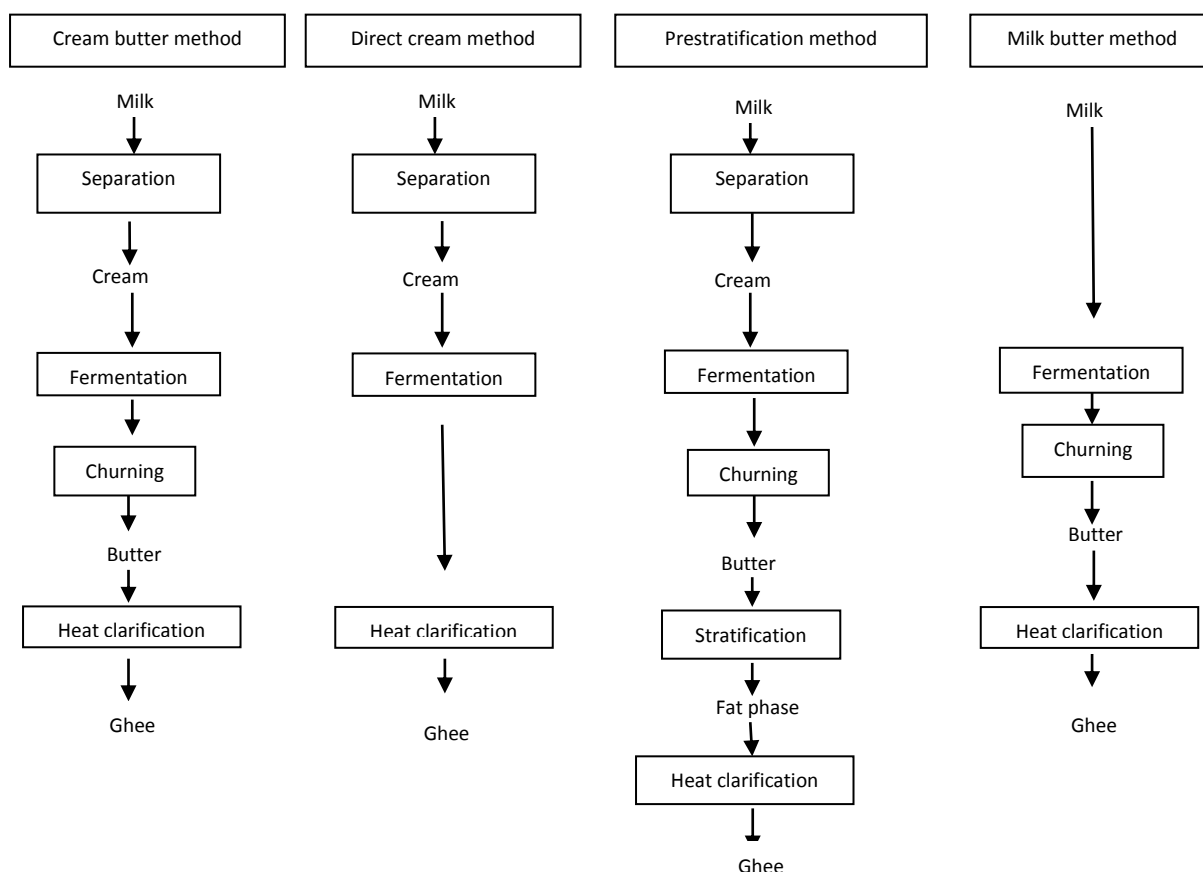 Cream butter method
Milk
Separation
Cream
Fermentation
Churning
Butter
Heat clarification
Ghee
Direct cream method
Milk
Separation
Cream
Fermentation
Heat clarification
Ghee
Prestratification method
Milk
Separation
Cream
Fermentation
Churning
Butter
Stratification
Fat phase
Heat clarification
Ghee
Milk butter method
Milk
Fermentation
Churning
Butter
Heat clarification
Ghee